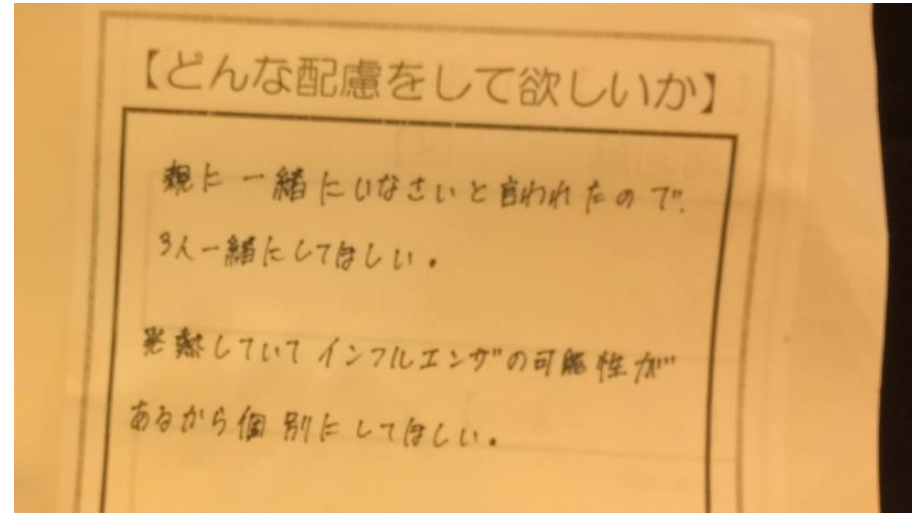 【どんな配慮をして欲しいか】
親に一緒にいなさいと言われたので、
3人一緒にしてほしい。
発熱していてインフルエンザの可能性が
あるから個別にしてほしい。